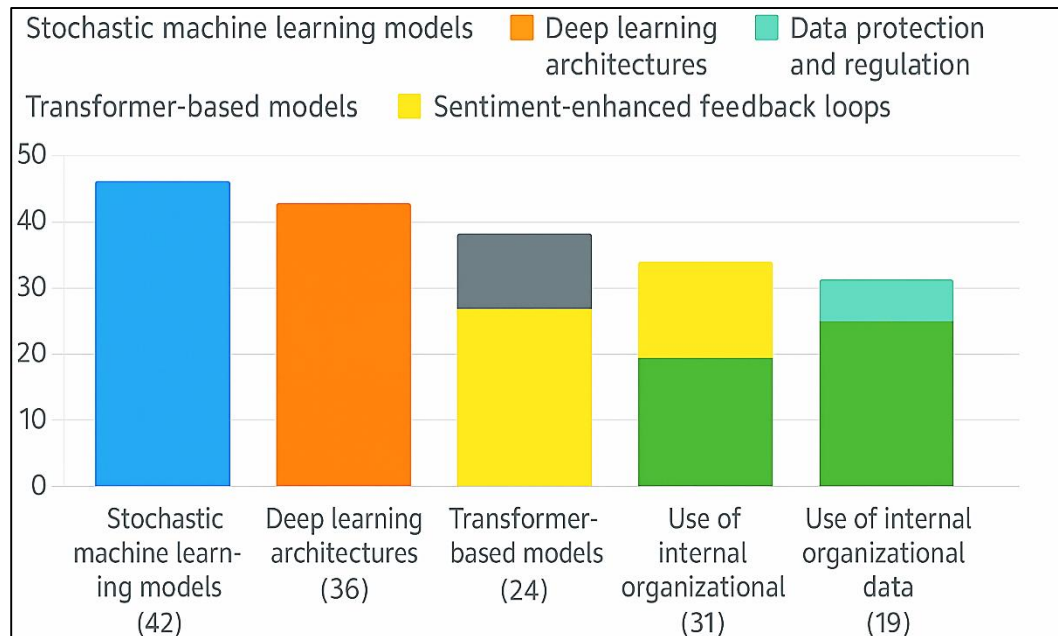 Stochastic machine learning models Deep learning architectures Data protection and regulation
Transformer-based models Sentiment-enhanced feedback loops
50
40
30
20
10
0
Stochastic
machine learn-
ing models
(42)
Deep learning
architectures
(36)
Transformer-
based models
(24)
Use of
internal
organizational
(31)
Use of internal
organizational
data
(19)